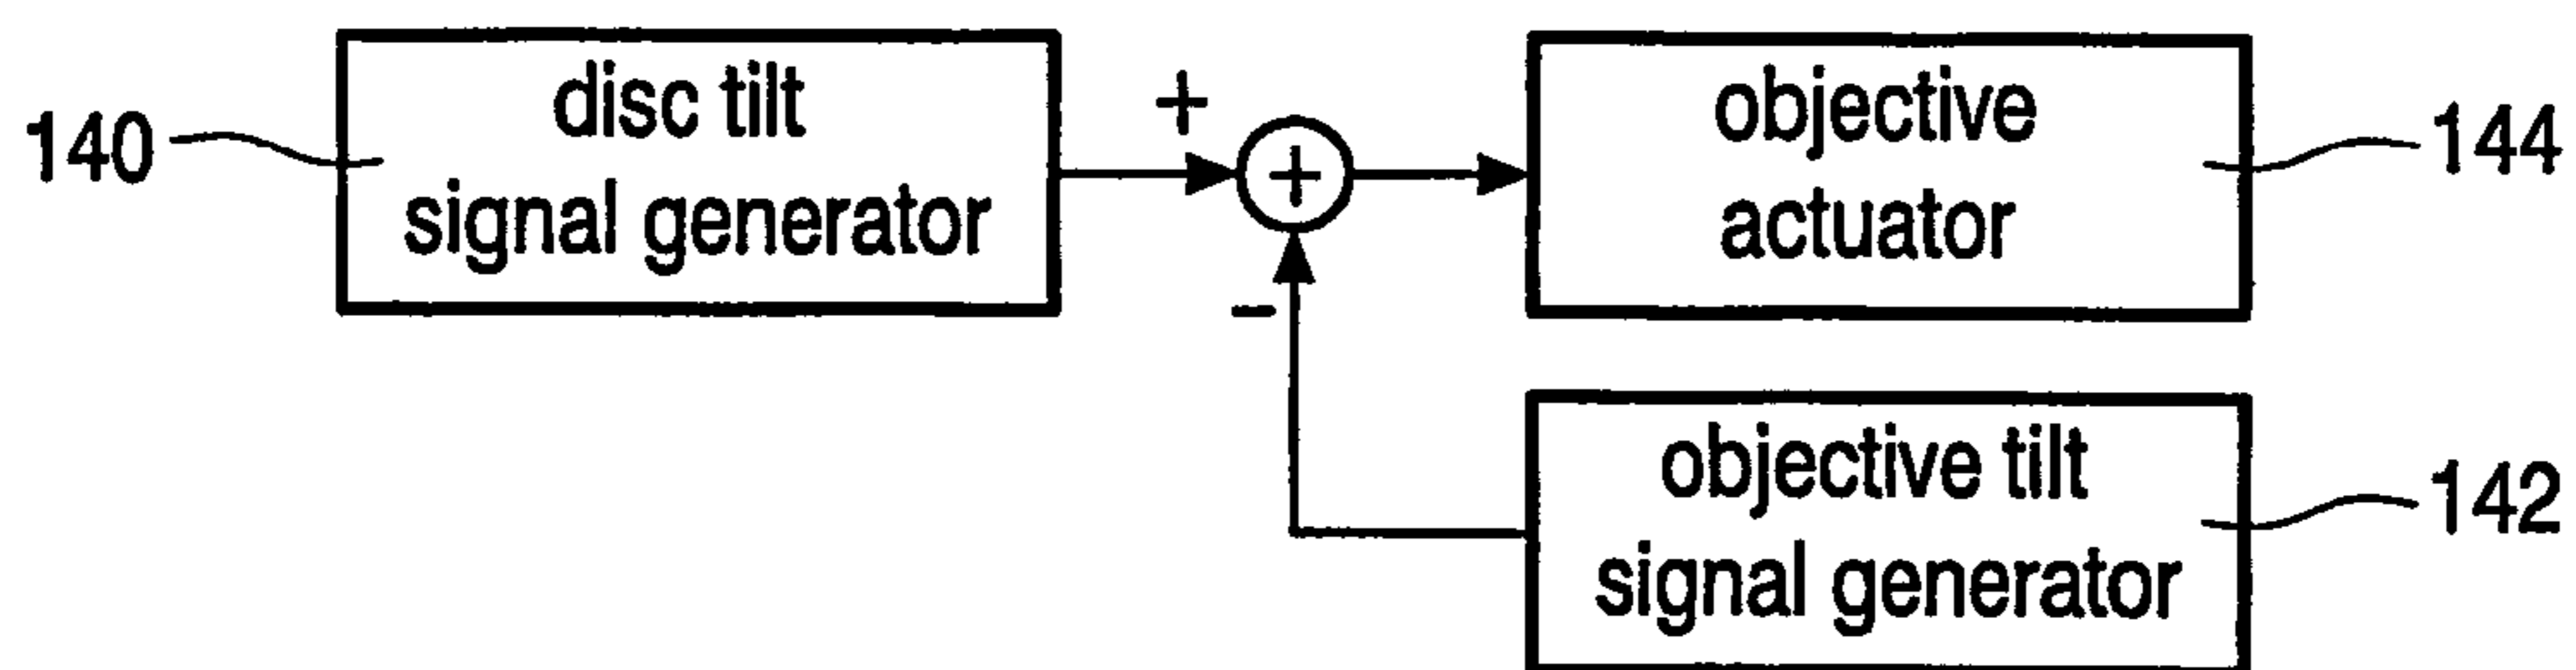 140
disc tilt
signal generator
+
+
-
objective
actuator
144
objective tilt
signal generator
142